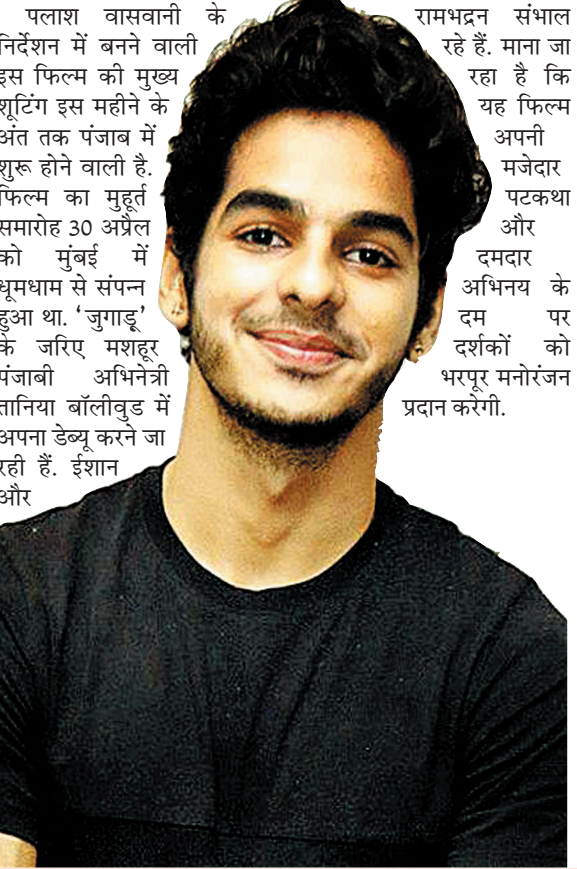 पलाश वासवानी के
निर्देशन में बनने वाली
इस फिल्म की मुख्य
शूटिंग इस महीने के
अंत तक पंजाब में
शुरू होने वाली है.
फिल्म का मुहूर्त
समारोह 30 अप्रैल
को मुंबई में
धूमधाम से संपन्न
हुआ था. ‘जुगाड़ू’
के जरिए मशहूर
पंजाबी अभिनेत्री
तानिया बॉलीवुड में
अपना डेब्यू करने जा
रही हैं. ईशान
और
रामभद्रन संभाल
रहे हैं. माना जा
रहा है कि
यह फिल्म
अपनी
मजेदार
पटकथा
और
दमदार
अभिनय के
दम पर
दर्शकों को
भरपूर मनोरंजन
प्रदान करेगी.